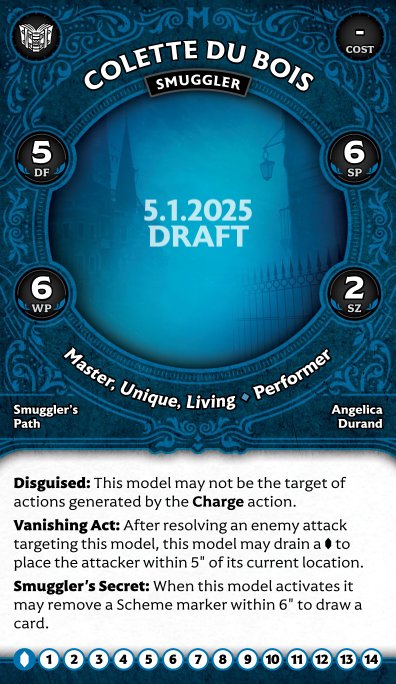 -
COST
COLETTE DU BOIS
SMUGGLER
5
DF
6
SP
5.1.2025
DRAFT
6
WP
2
SZ
Master, Unique, Living ⬥ Performer
Smuggler's
Path
Angelica
Durand
Disguised: This model may not be the target of
actions generated by the Charge action.
Vanishing Act: After resolving an enemy attack
targeting this model, this model may drain a ⬮ to
place the attacker within 5" of its current location.
Smuggler's Secret: When this model activates it
may remove a Scheme marker within 6" to draw a
card.
1 2 3 4 5 6 7 8 9 10 11 12 13 14